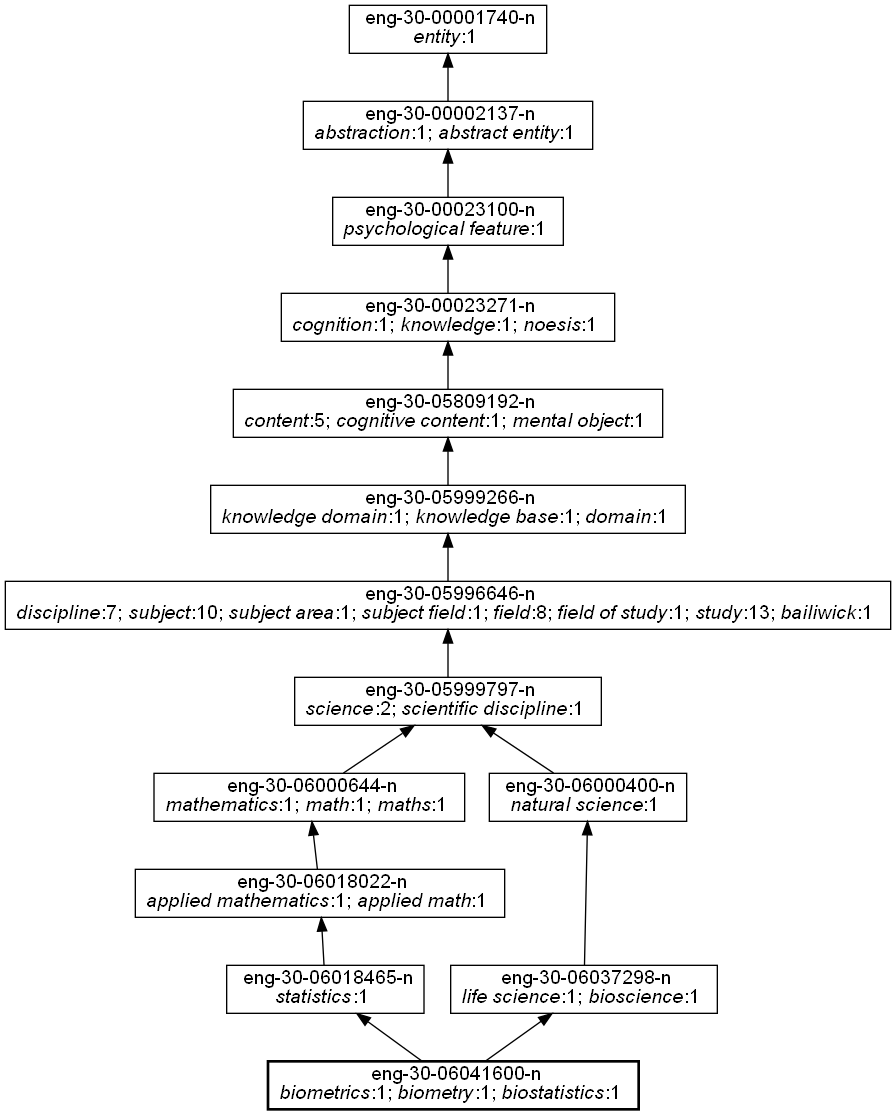 eng-30-00001740-n
entity:1
eng-30-00002137-n
abstraction:1; abstract entity:1
eng-30-00023100-n
psychological feature:1
eng-30-00023271-n
cognition:1; knowledge:1; noesis:1
eng-30-05809192-n
content:5; cognitive content:1; mental object:1
eng-30-05999266-n
knowledge domain:1; knowledge base:1; domain:1
eng-30-05996646-n
discipline:7; subject:10; subject area:1; subject field:1; field:8; field of study:1; study:13; bailiwick:1
eng-30-05999797-n
science:2; scientific discipline:1
eng-30-06000644-n
mathematics:1; math:1; maths:1
eng-30-06000400-n
natural science:1
eng-30-06018022-n
applied mathematics:1; applied math:1
eng-30-06018465-n
statistics:1
eng-30-06037298-n
life science:1; bioscience:1
eng-30-06041600-n
biometrics:1; biometry:1; biostatistics:1